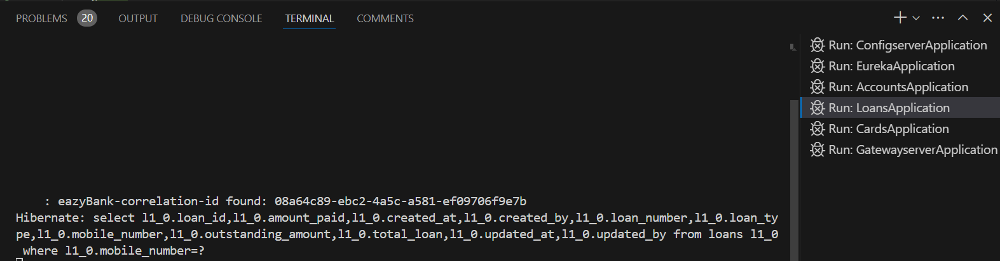 PROBLEMS 20 OUTPUT DEBUG CONSOLE TERMINAL COMMENTS
Run: ConfigserverApplication
Run: EurekaApplication
Run: AccountsApplication
Run: LoansApplication
Run: CardsApplication
Run: GatewayserverApplication
: eazyBank-correlation-id found: 08a64c89-ebc2-4a5c-a581-ef09706f9e7b
Hibernate: select l1_0.loan_id,l1_0.amount_paid,l1_0.created_at,l1_0.created_by,l1_0.loan_number,l1_0.loan_ty
pe,l1_0.mobile_number,l1_0.outstanding_amount,l1_0.total_loan,l1_0.updated_at,l1_0.updated_by from loans l1_0
where l1_0.mobile_number=?